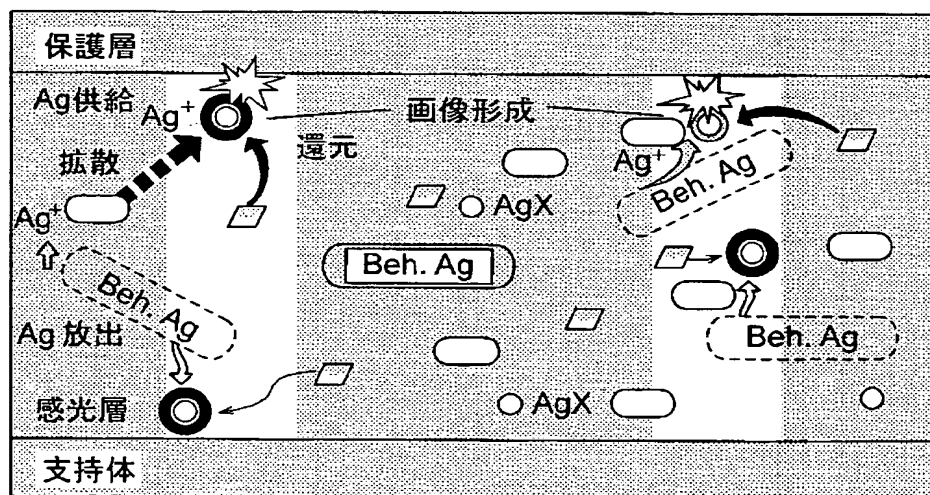 保護層
Ag供給
Ag⁺
画像形成
還元
拡散
Ag⁺
Beh. Ag
Ag 放出
感光層
AgX
Beh. Ag
AgX
Ag⁺
Beh. Ag
Beh. Ag
支持体